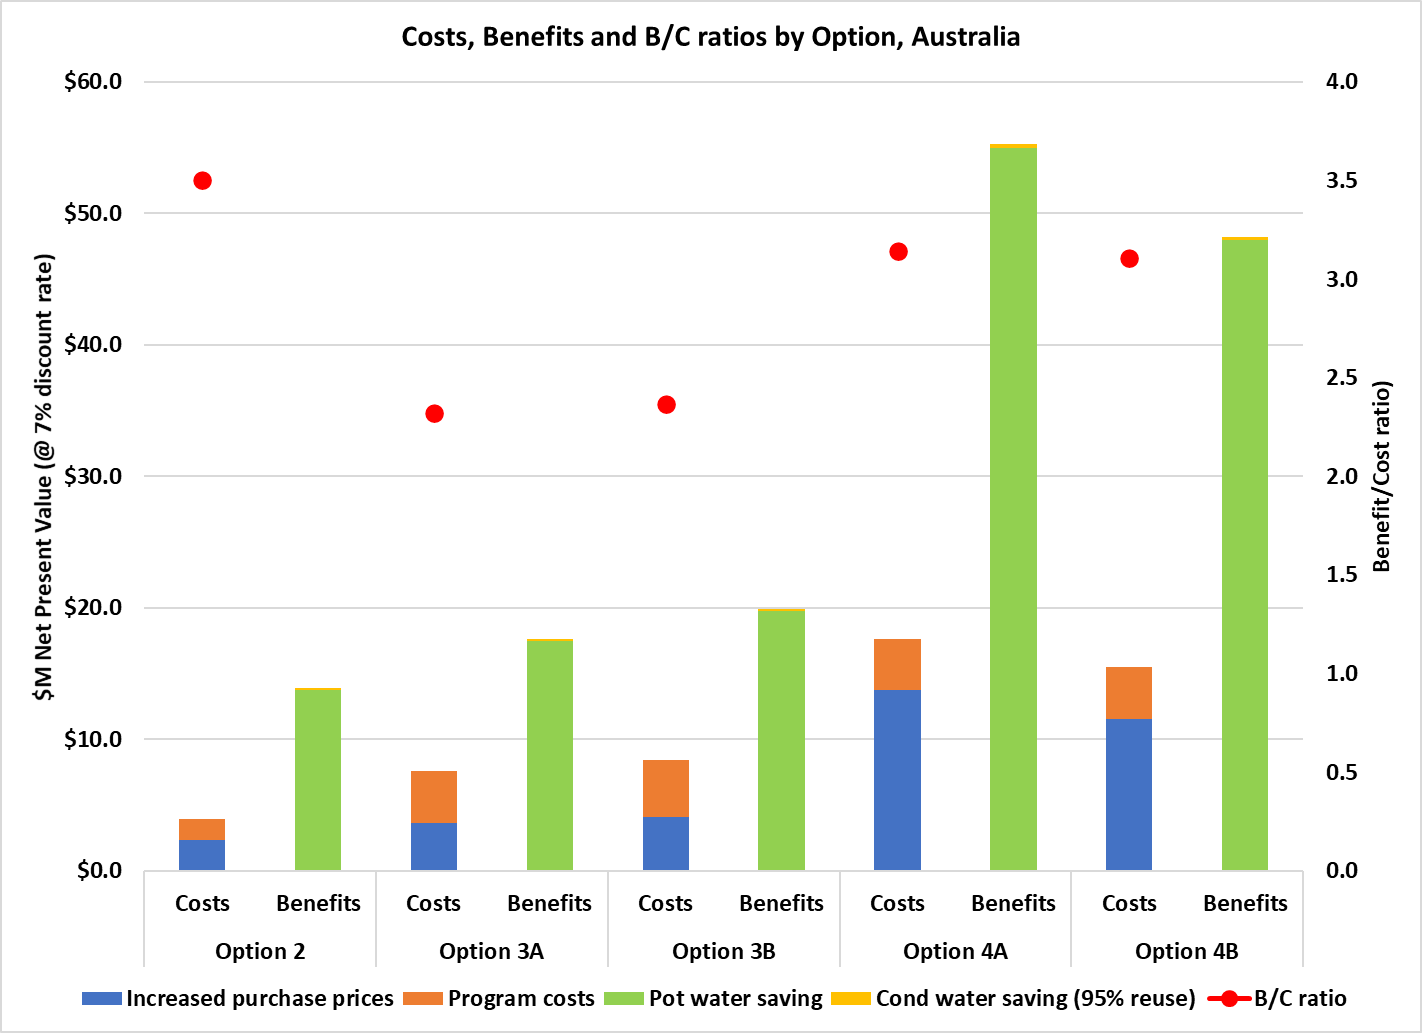 Costs, Benefits and B/C ratios by Option, Australia
$M Net Present Value (@ 7% discount rate)
$60.0
$50.0
$40.0
$30.0
$20.0
$10.0
$0.0
4.0
3.5
3.0
2.5
2.0
1.5
1.0
0.5
0.0
Benefit/Cost ratio)
Costs Benefits Costs Benefits Costs Benefits Costs Benefits Costs Benefits
Option 2 Option 3A Option 3B Option 4A Option 4B
Increased purchase prices Program costs Pot water saving Cond water saving (95% reuse) B/C ratio